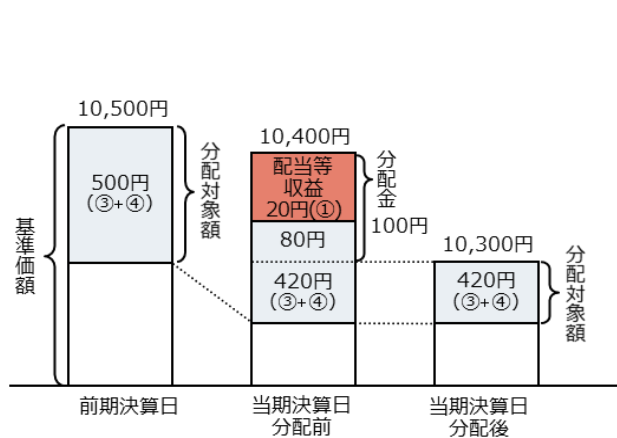 10,500円
500円
(③+④)
分配対象額
基準価額
前期決算日
10,400円
配当等
収益
20円(①)
80円
420円
(③+④)
分配金
100円
当期決算日
分配前
10,300円
420円
(③+④)
分配対象額
当期決算日
分配後